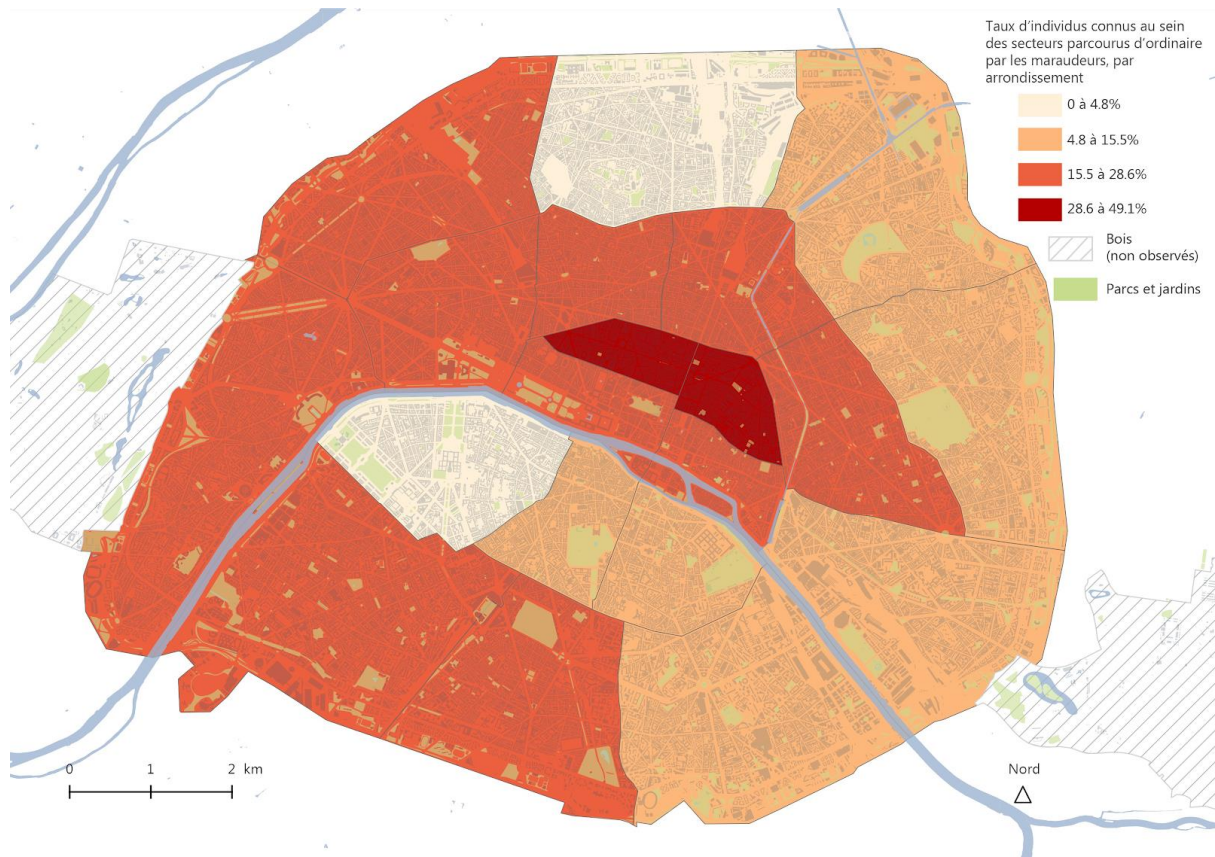 Taux d'individus connus au sein
des secteurs parcourus d'ordinaire
par les maraudeurs, par
arrondissement
0 à 4.8%
4.8 à 15.5%
15.5 à 28.6%
28.6 à 49.1%
Bois
(non observés)
Parcs et jardins
0 1 2 km
Nord